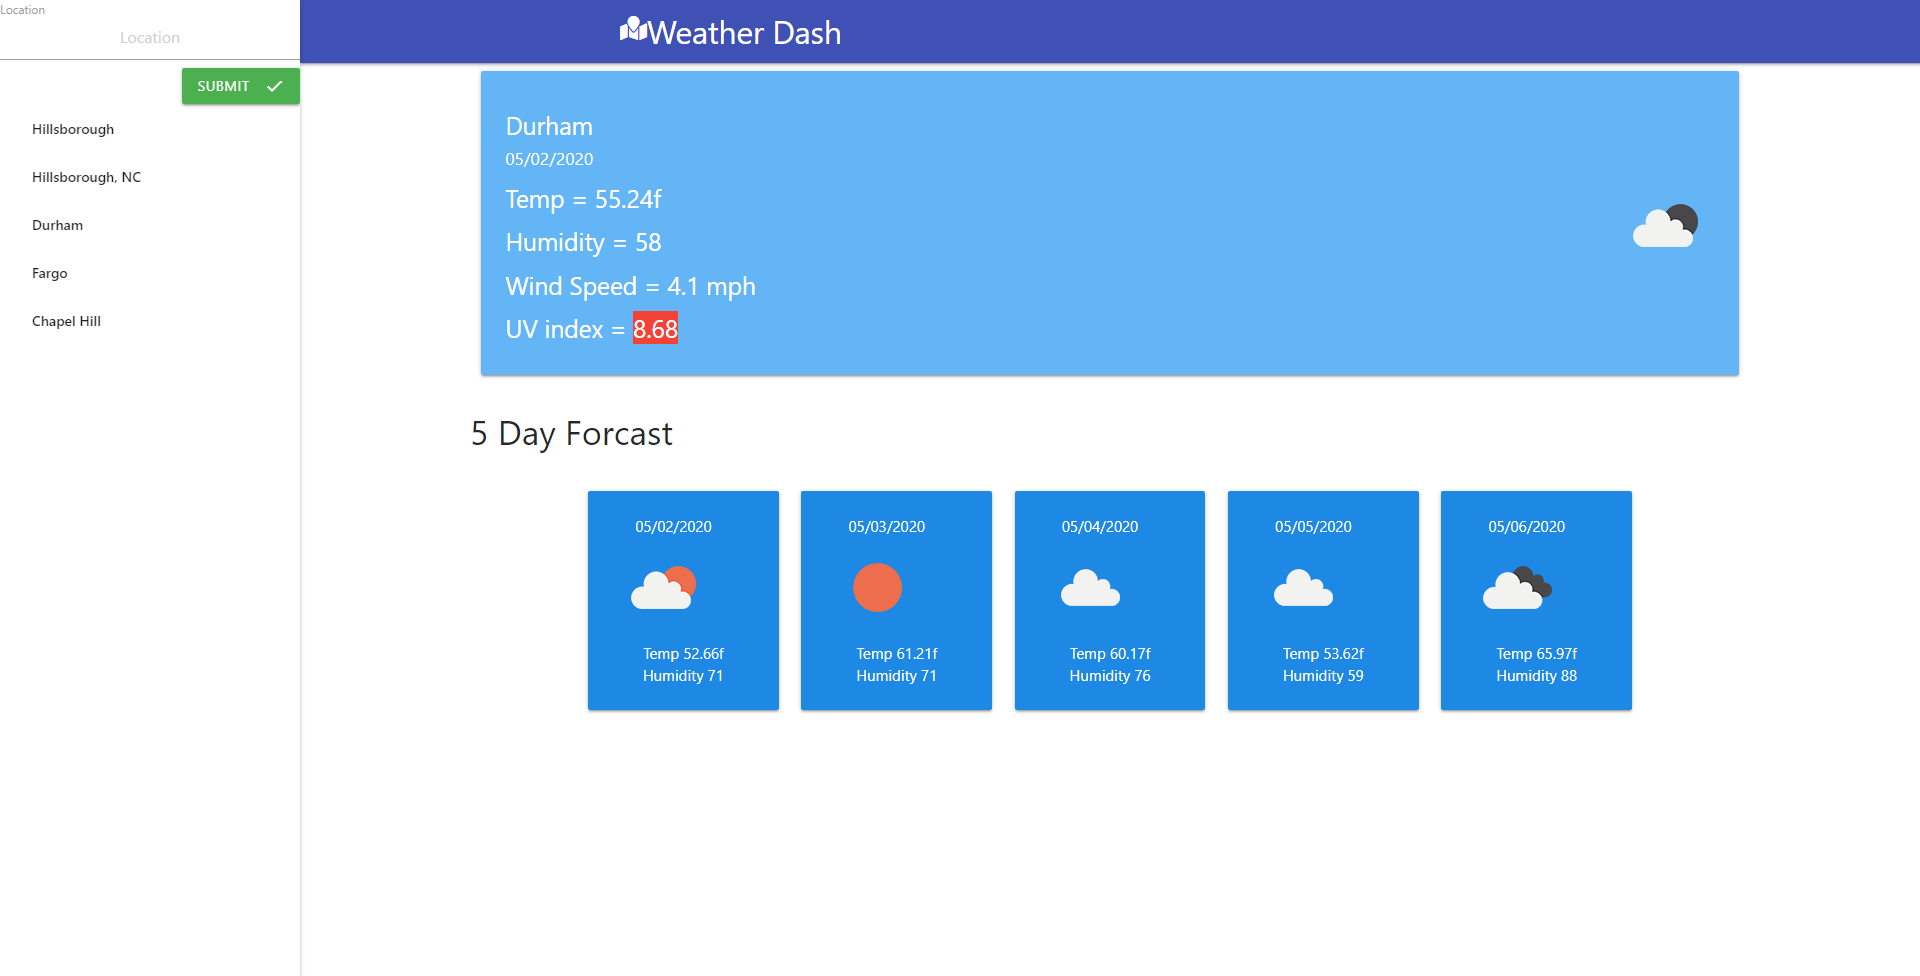 Location
Location
SUBMIT
Hillsborough
Hillsborough, NC
Durham
Fargo
Chapel Hill
Weather Dash
Durham
05/02/2020
Temp = 55.24f
Humidity = 58
Wind Speed = 4.1 mph
UV index = 8.68
5 Day Forcast
05/02/2020
Temp 52.66f
Humidity 71
05/03/2020
Temp 61.21f
Humidity 71
05/04/2020
Temp 60.17f
Humidity 76
05/05/2020
Temp 53.62f
Humidity 59
05/06/2020
Temp 65.97f
Humidity 88